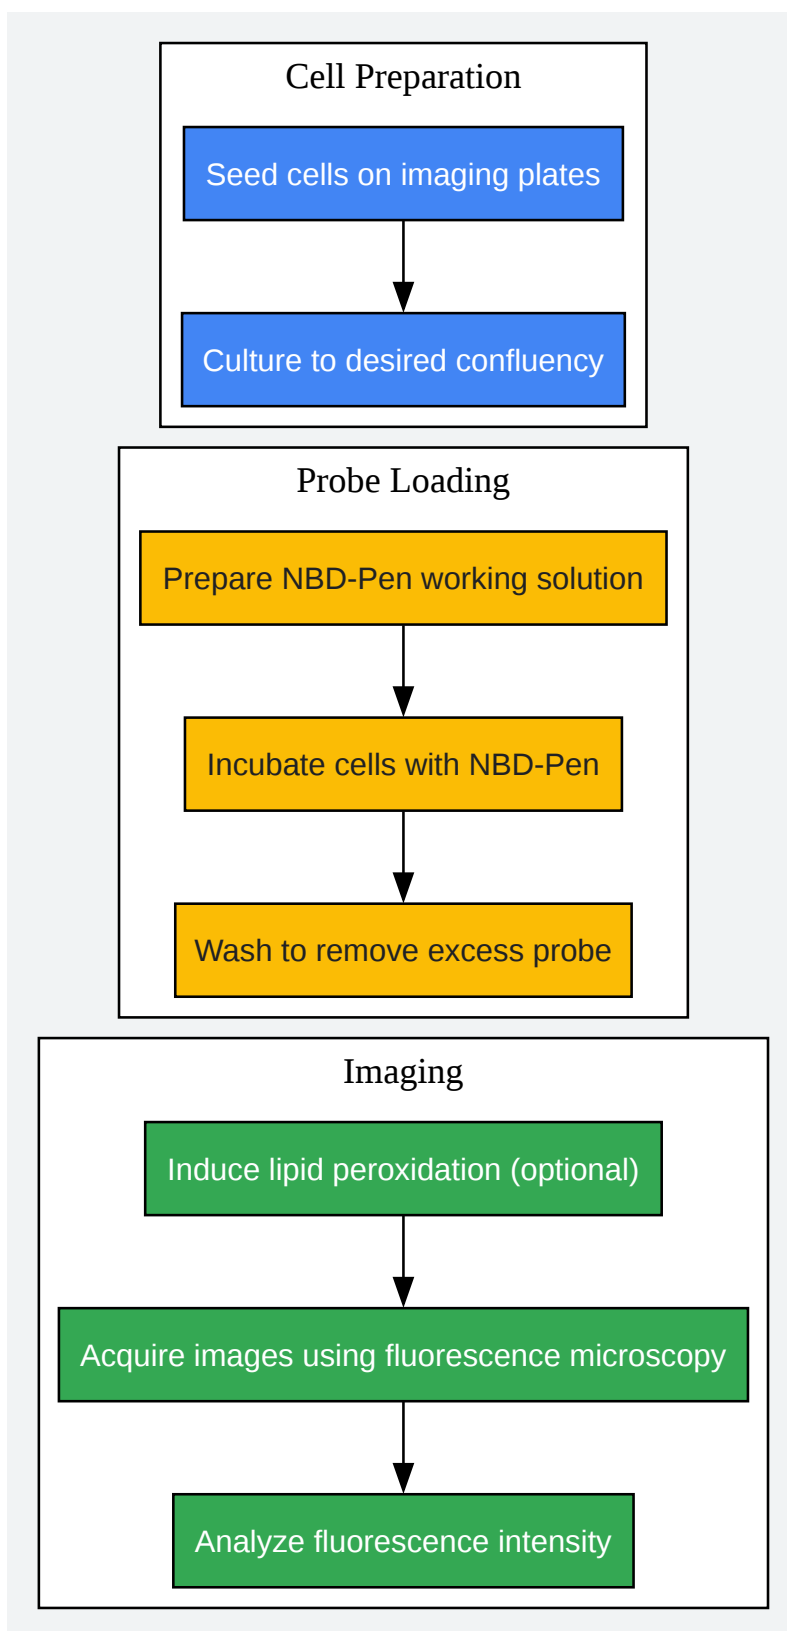 Cell Preparation
Seed cells on imaging plates
Culture to desired confluency
Probe Loading
Prepare NBD-Pen working solution
Incubate cells with NBD-Pen
Wash to remove excess probe
Imaging
Induce lipid peroxidation (optional)
Acquire images using fluorescence microscopy
Analyze fluorescence intensity